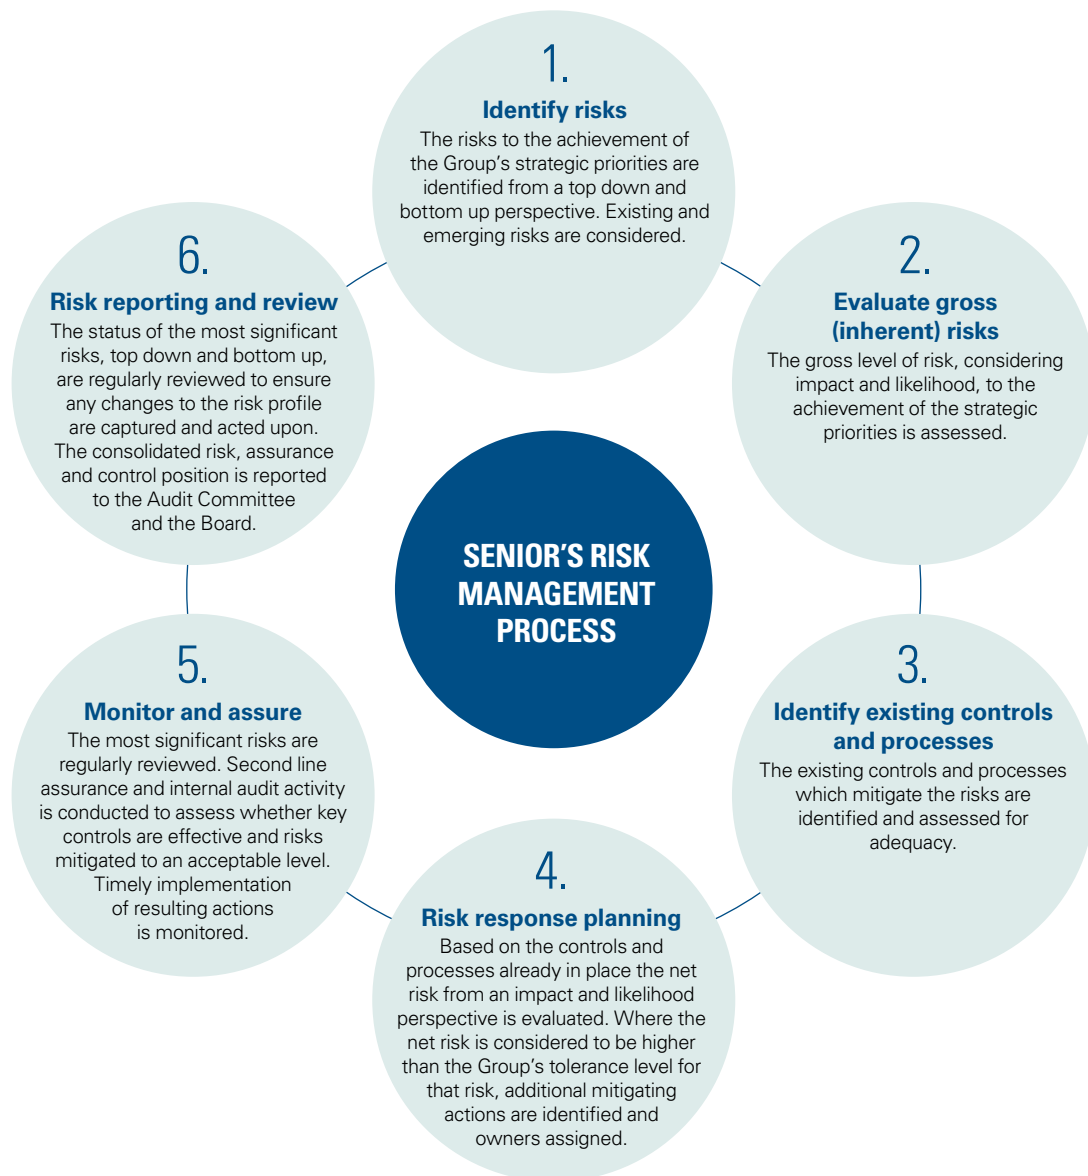 1.
Identify risks
The risks to the achievement of
the Group's strategic priorities are
identified from a top down and
bottom up perspective. Existing and
emerging risks are considered.
2.
Evaluate gross
(inherent) risks
The gross level of risk, considering
impact and likelihood, to the
achievement of the strategic
priorities is assessed.
3.
Identify existing controls
and processes
The existing controls and processes
which mitigate the risks are
identified and assessed for
adequacy.
4.
Risk response planning
Based on the controls and
processes already in place the net
risk from an impact and likelihood
perspective is evaluated. Where the
net risk is considered to be higher
than the Group's tolerance level for
that risk, additional mitigating
actions are identified and
owners assigned.
5.
Monitor and assure
The most significant risks are
regularly reviewed. Second line
assurance and internal audit activity
is conducted to assess whether key
controls are effective and risks
mitigated to an acceptable level.
Timely implementation
of resulting actions
is monitored.
6.
Risk reporting and review
The status of the most significant
risks, top down and bottom up,
are regularly reviewed to ensure
any changes to the risk profile
are captured and acted upon.
The consolidated risk, assurance
and control position is reported
to the Audit Committee
and the Board.
SENIOR'S RISK
MANAGEMENT
PROCESS